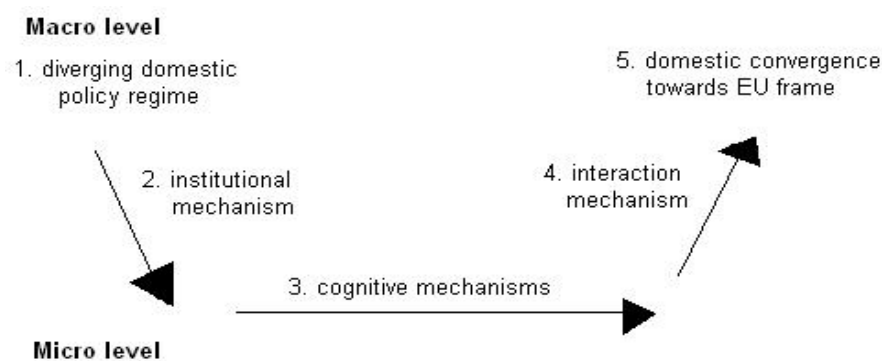 Macro level
1. diverging domestic
policy regime
5. domestic convergence
towards EU frame
2. institutional
mechanism
4. interaction
mechanism
3. cognitive mechanisms
Micro level